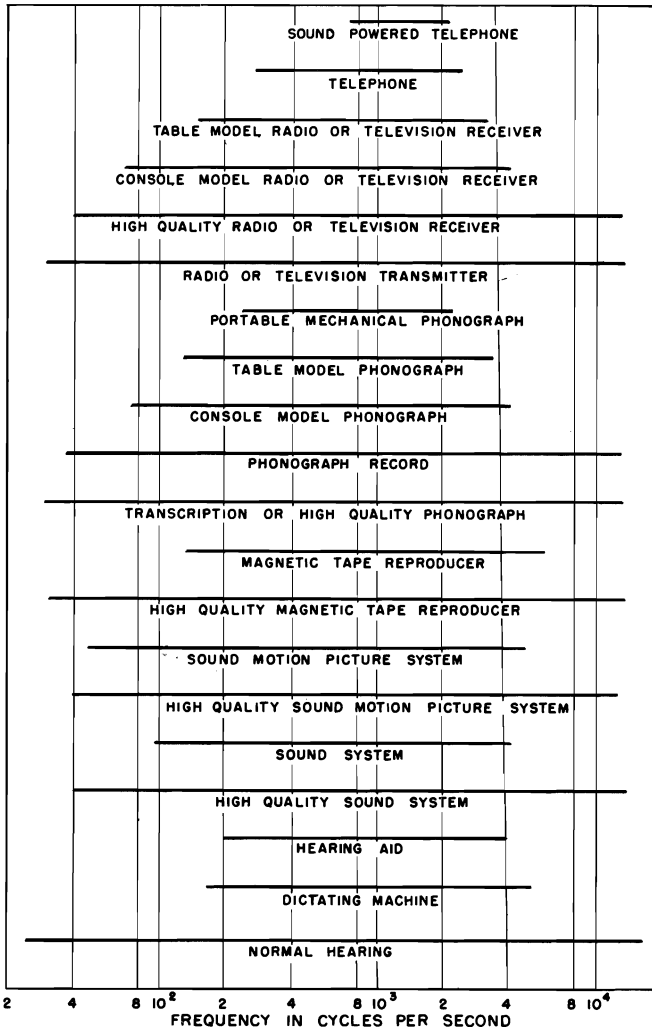 SOUND POWERED TELEPHONE
TELEPHONE
TABLE MODEL RADIO OR TELEVISION RECEIVER
CONSOLE MODEL RADIO OR TELEVISION RECEIVER
HIGH QUALITY RADIO OR TELEVISION RECEIVER
RADIO OR TELEVISION TRANSMITTER
PORTABLE MECHANICAL PHONOGRAPH
TABLE MODEL PHONOGRAPH
CONSOLE MODEL PHONOGRAPH
PHONOGRAPH RECORD
TRANSCRIPTION OR HIGH QUALITY PHONOGRAPH
MAGNETIC TAPE REPRODUCER
HIGH QUALITY MAGNETIC TAPE REPRODUCER
SOUND MOTION PICTURE SYSTEM
HIGH QUALITY SOUND MOTION PICTURE SYSTEM
SOUND SYSTEM
HIGH QUALITY SOUND SYSTEM
HEARING AID
DICTATING MACHINE
NORMAL HEARING
2 4 8 10² 2 4 8 10³ 2 4 8 10⁴
FREQUENCY IN CYCLES PER SECOND